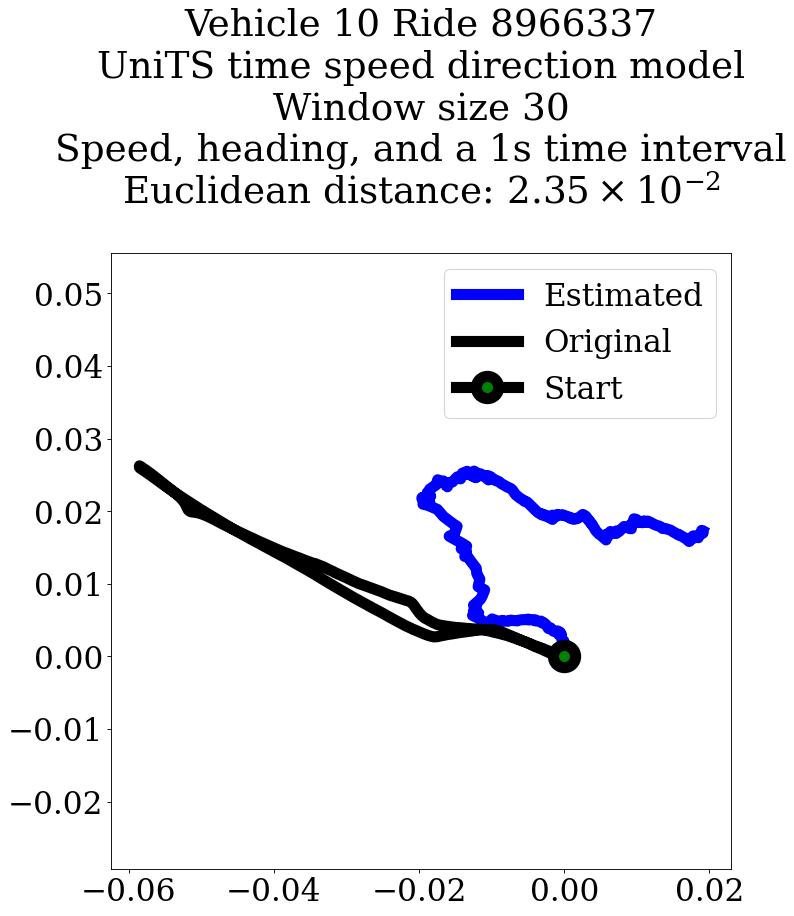 Vehicle 10 Ride 8966337
UniTS time speed direction model
Window size 30
Speed, heading, and a 1s time interval
Euclidean distance: 2.35 × 10⁻²
Estimated
Original
Start
0.05
0.04
0.03
0.02
0.01
0.00
−0.01
−0.02
−0.06 −0.04 −0.02 0.00 0.02